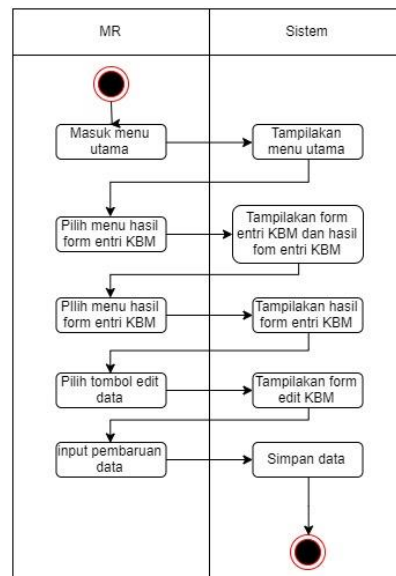 MR
Sistem
Masuk menu
utama
Tampilakan
menu utama
Pilih menu hasil
form entri KBM
Tampilakan form
entri KBM dan hasil
fom entri KBM
PIlih menu hasil
form entri KBM
Tampilakan hasil
form entri KBM
Pilih tombol edit
data
Tampilakan form
edit KBM
input pembaruan
data
Simpan data